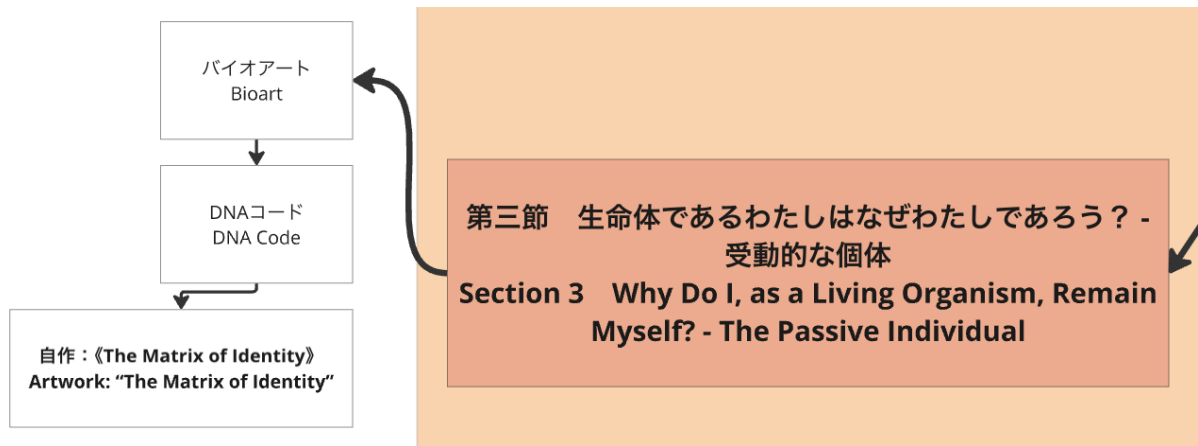 バイオアート
Bioart
DNAコード
DNA Code
自作：《The Matrix of Identity》
Artwork: “The Matrix of Identity”
第三節　生命体であるわたしはなぜわたしであろう？ -
受動的な個体
Section 3　Why Do I, as a Living Organism, Remain
Myself? - The Passive Individual